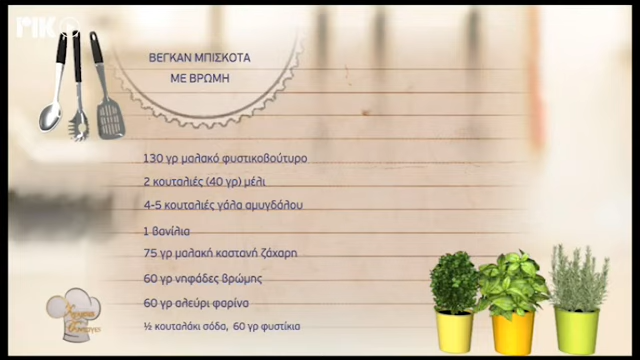 ΡΙΚ
ΒΕΓΚΑΝ ΜΠΙΣΚΟΤΑ
ΜΕ ΒΡΩΜΗ
130 γρ μαλακό φυστικοβούτυρο
2 κουταλιές (40 γρ) μέλι
4-5 κουταλιές γάλα αμυγδάλου
1 βανίλια
75 γρ μαλακή καστανή ζάχαρη
60 γρ νηφάδες βρώμης
60 γρ αλεύρι φαρίνα
½ κουταλάκι σόδα, 60 γρ φυστίκια